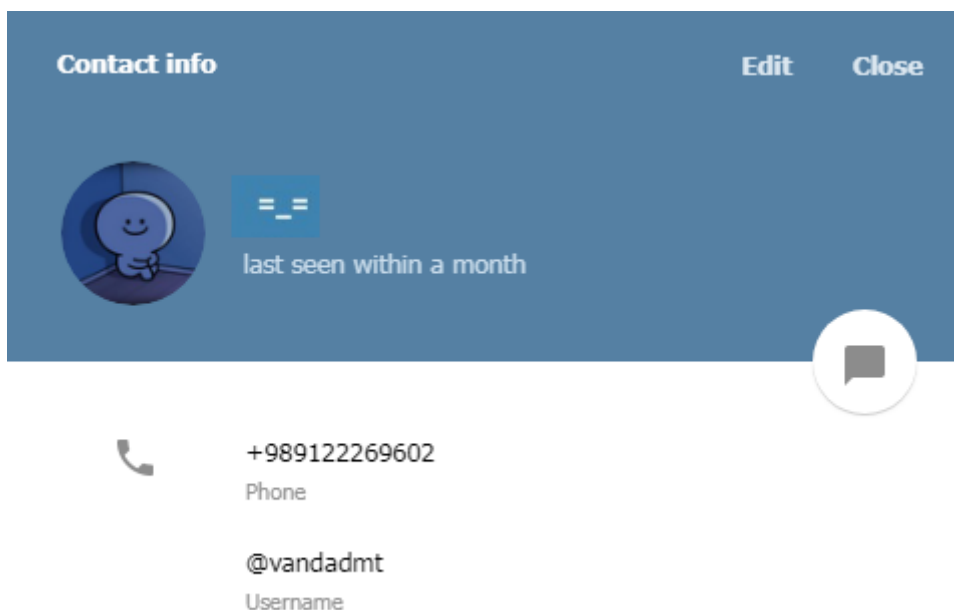 Contact info Edit Close
=_=
last seen within a month
+989122269602
Phone
@vandadmt
Username